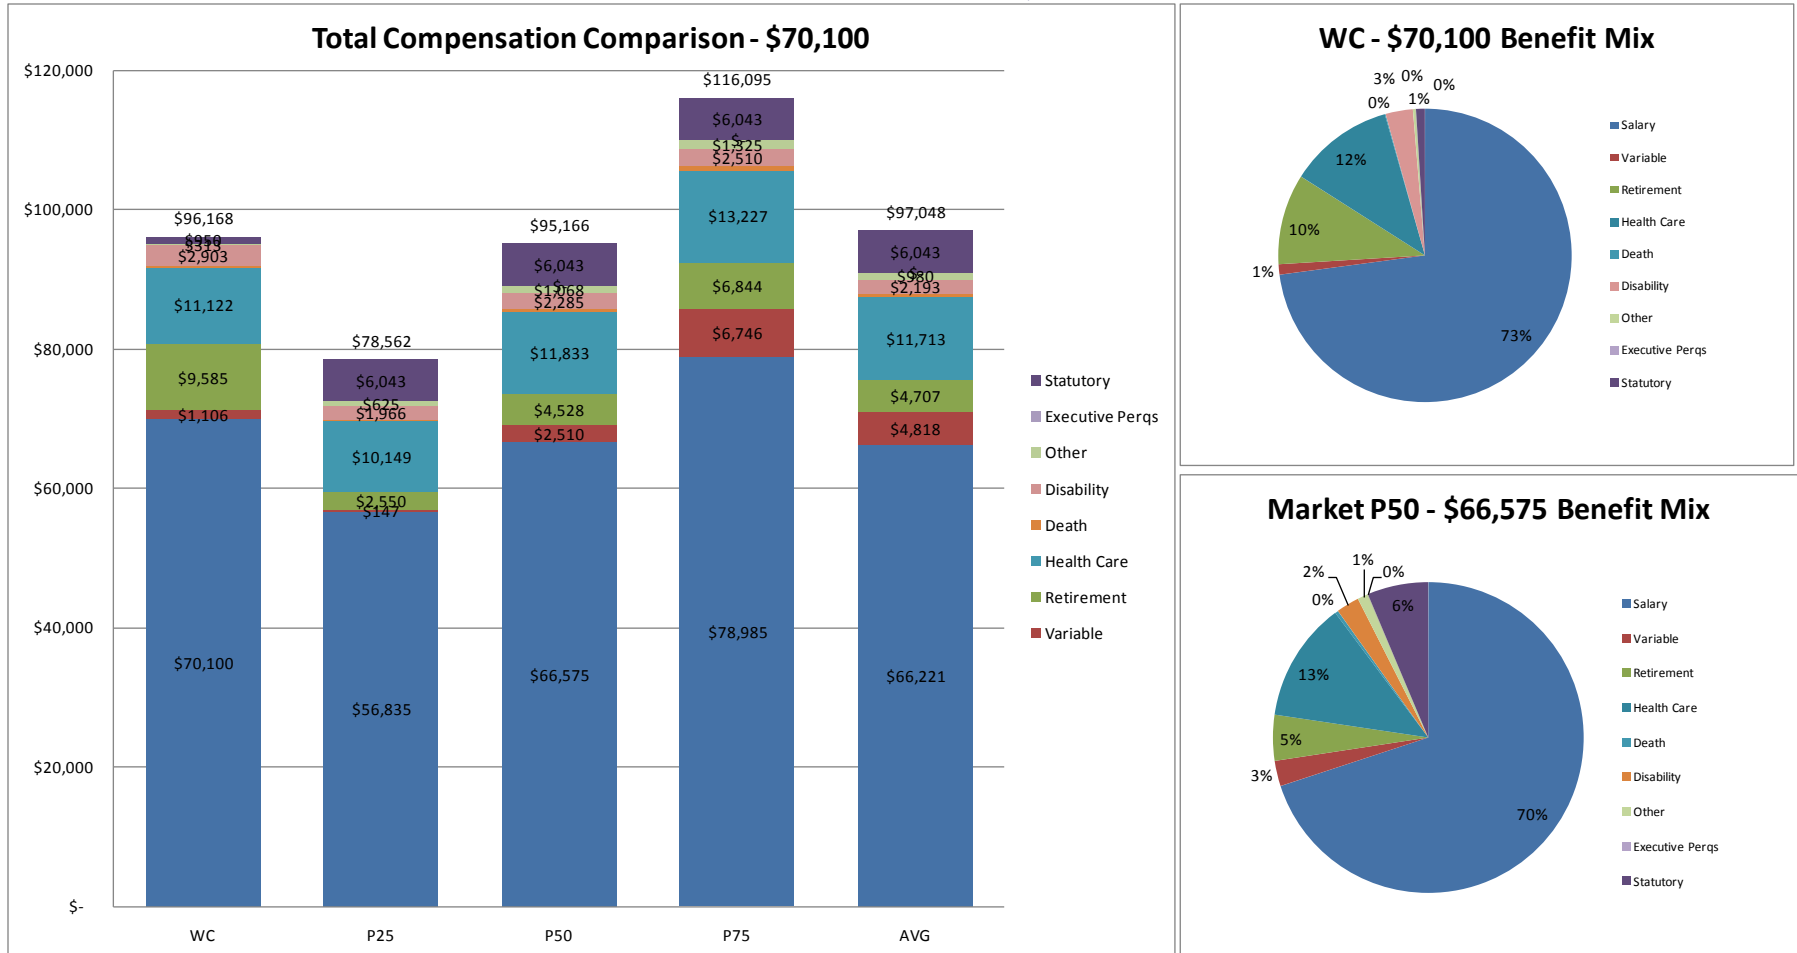 Total Compensation Comparison - $70,100
$120,000
$100,000
$80,000
$60,000
$40,000
$20,000
$-
$96,168
$950
$2,903
$11,122
$9,585
$1,106
$70,100
WC
$78,562
$6,043
$625
$1,966
$10,149
$2,550
$147
$56,835
P25
$95,166
$6,043
$-
$1,068
$2,285
$11,833
$4,528
$2,510
$66,575
P50
$116,095
$6,043
$-
$1,325
$2,510
$13,227
$6,844
$6,746
$78,985
P75
$97,048
$6,043
$-
$980
$2,193
$11,713
$4,707
$4,818
$66,221
AVG
Statutory
Executive Perqs
Other
Disability
Death
Health Care
Retirement
Variable
WC - $70,100 Benefit Mix
3%
0%
0%
0%
1%
12%
10%
1%
73%
Salary
Variable
Retirement
Health Care
Death
Disability
Other
Executive Perqs
Statutory
Market P50 - $66,575 Benefit Mix
1%
2%
0%
0%
6%
13%
5%
3%
70%
Salary
Variable
Retirement
Health Care
Death
Disability
Other
Executive Perqs
Statutory